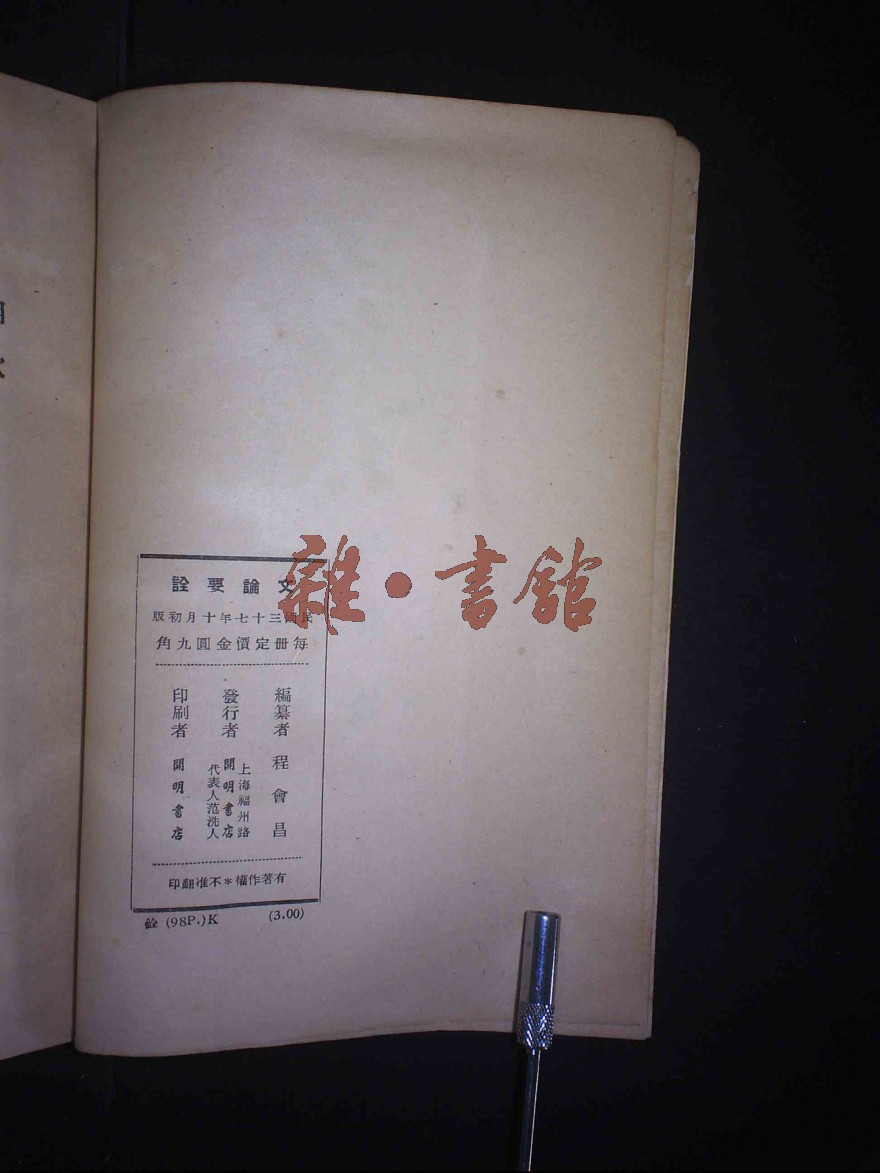 文論要詮
民國三十七年十月初版
每冊定價金圓九角
編纂者 程會昌
發行者
上海福州路
開明書店
代表人范洗人
印刷者 開明書店
有著作權*不准翻印
(98P.)K (3.00)
雜·書館